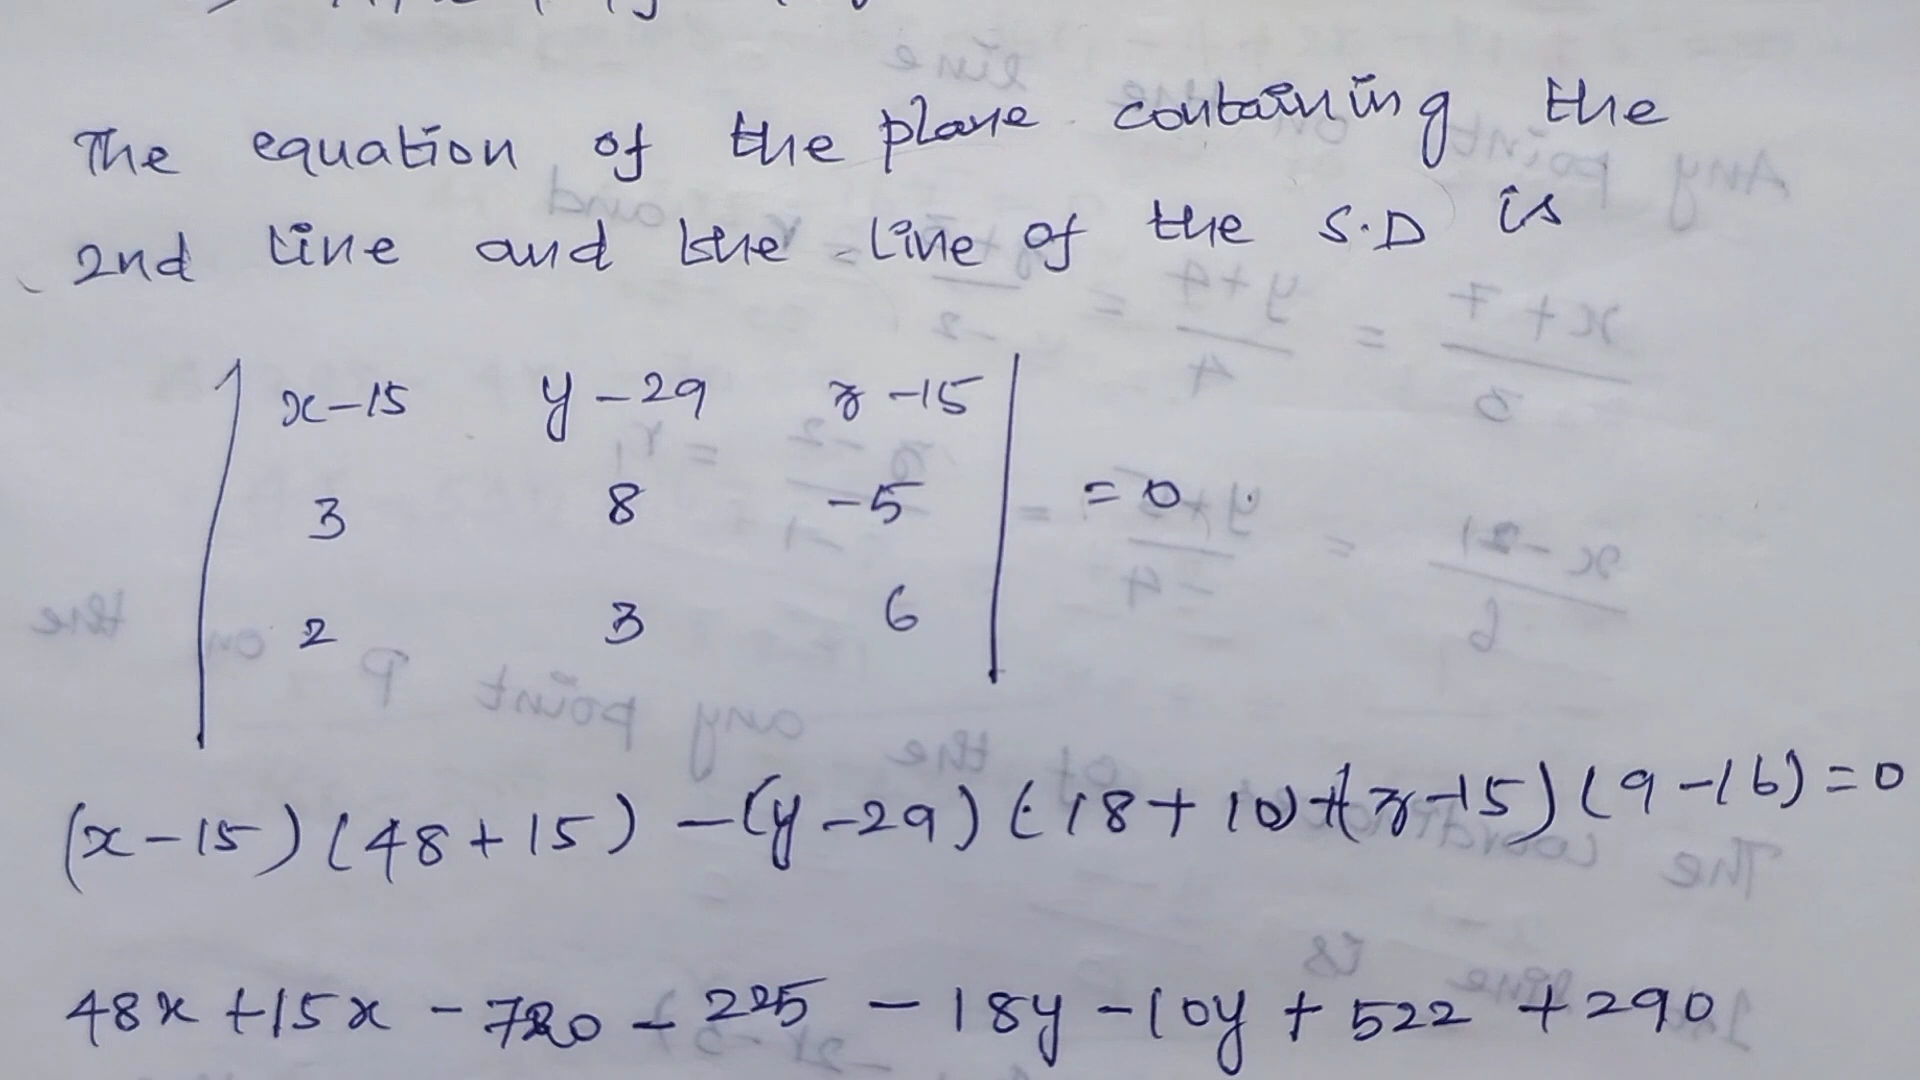 The equation of the plane containing the
2nd line and the line of the S.D is
| x-15 y-29 z-15 |
| 3 8 -5 | = 0
| 2 3 6 |
(x-15)(48+15) -(y-29)(18+10)+(z-15)(9-16)=0
48x+15x-720-225-18y-10y+522+290